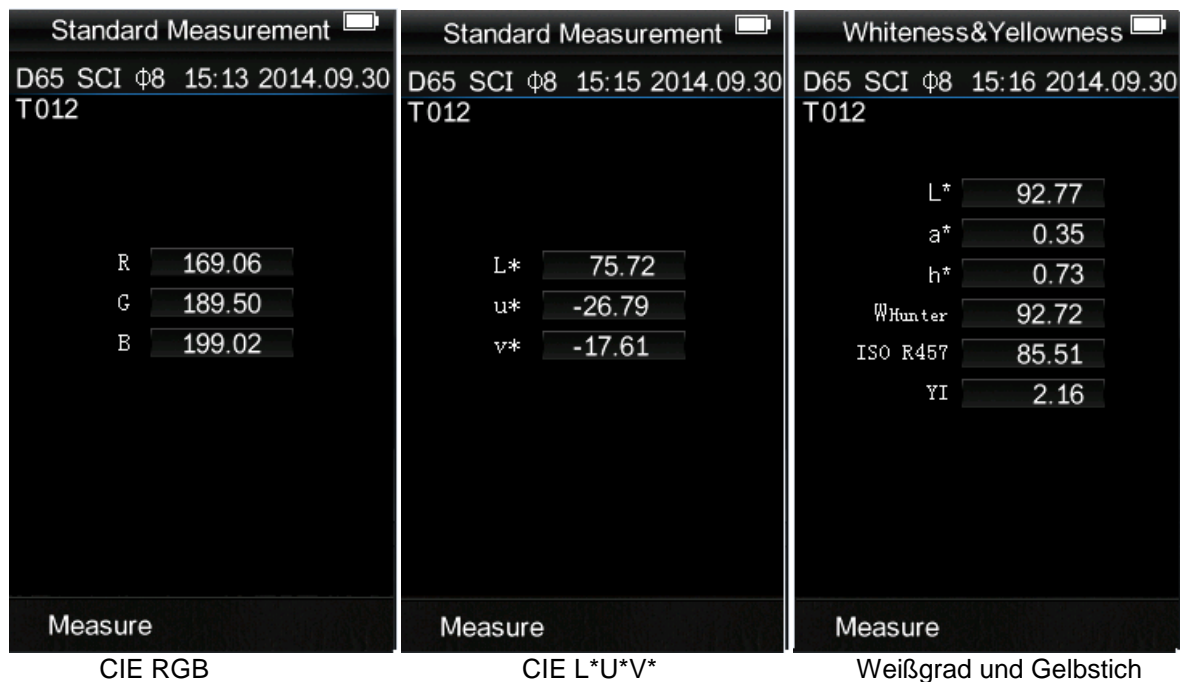 Standard Measurement
D65 SCI Φ8 15:13 2014.09.30
T012
R 169.06
G 189.50
B 199.02
Measure
CIE RGB
Standard Measurement
D65 SCI Φ8 15:15 2014.09.30
T012
L* 75.72
u* -26.79
v* -17.61
Measure
CIE L*U*V*
Whiteness&Yellowness
D65 SCI Φ8 15:16 2014.09.30
T012
L* 92.77
a* 0.35
h* 0.73
WHunter 92.72
ISO R457 85.51
YI 2.16
Measure
Weißgrad und Gelbstich